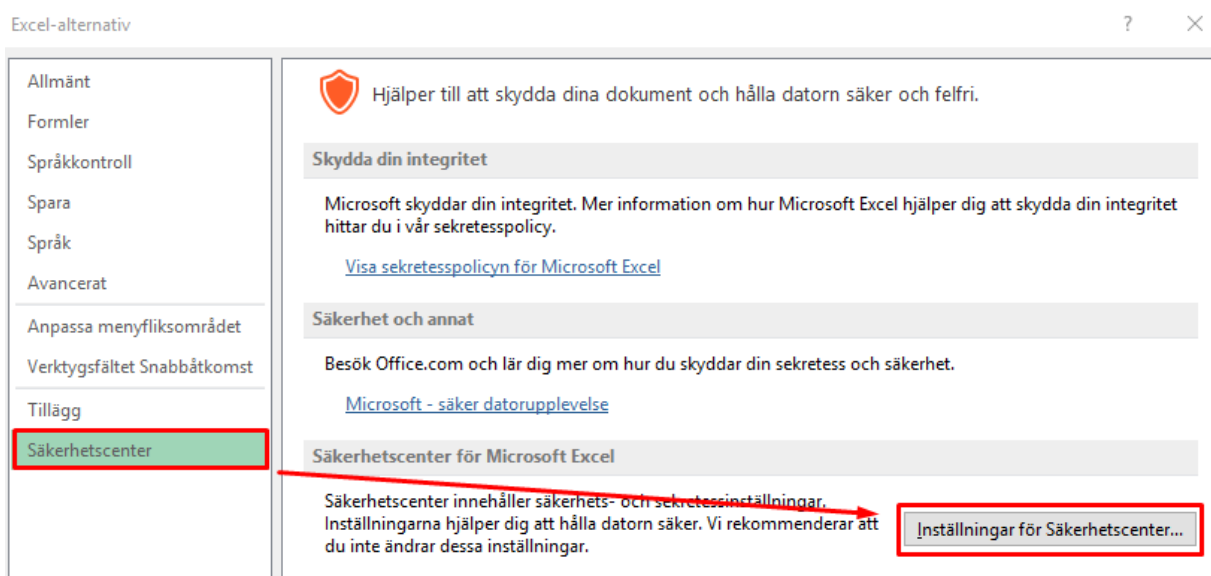 Excel-alternativ
?
Allmänt
Formler
Språkkontroll
Spara
Språk
Avancerat
Anpassa menyfliksområdet
Verktygsfältet Snabbåtkomst
Tillägg
Säkerhetscenter
Hjälper till att skydda dina dokument och hålla datorn säker och felfri.
Skydda din integritet
Microsoft skyddar din integritet. Mer information om hur Microsoft Excel hjälper dig att skydda din integritet
hittar du i vår sekretesspolicy.
Visa sekretesspolicyn för Microsoft Excel
Säkerhet och annat
Besök Office.com och lär dig mer om hur du skyddar din sekretess och säkerhet.
Microsoft - säker datorupplevelse
Säkerhetscenter för Microsoft Excel
Säkerhetscenter innehåller säkerhets- och sekretessinställningar.
Inställningarna hjälper dig att hålla datorn säker. Vi rekommenderar att
du inte ändrar dessa inställningar.
Inställningar för Säkerhetscenter...